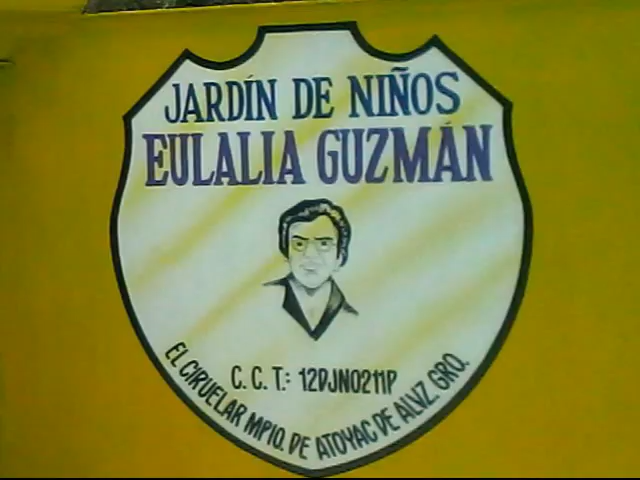 JARDÍN DE NIÑOS
EULALIA GUZMÁN
C. C. T.: 12DJN0211P
EL CIRUELAR MPIO. DE ATOYAC DE ALVZ. GRO.